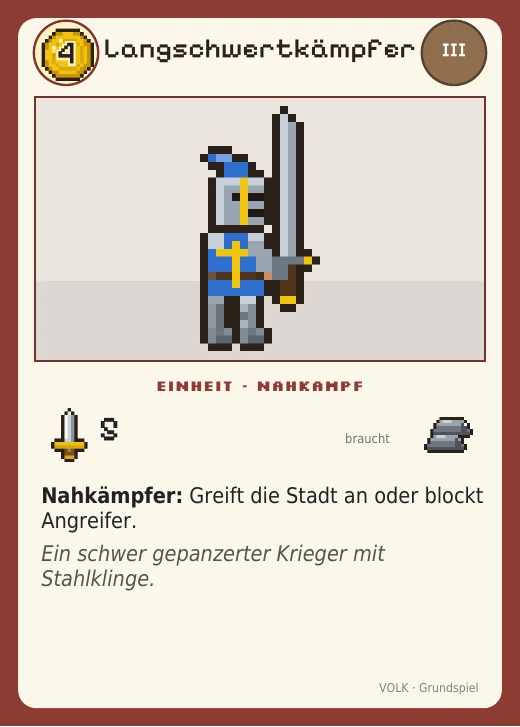 4 Langschwertkämpfer III
EINHEIT - NAHKAMPF
8 braucht
Nahkämpfer: Greift die Stadt an oder blockt
Angreifer.
Ein schwer gepanzerter Krieger mit
Stahlklinge.
VOLK · Grundspiel